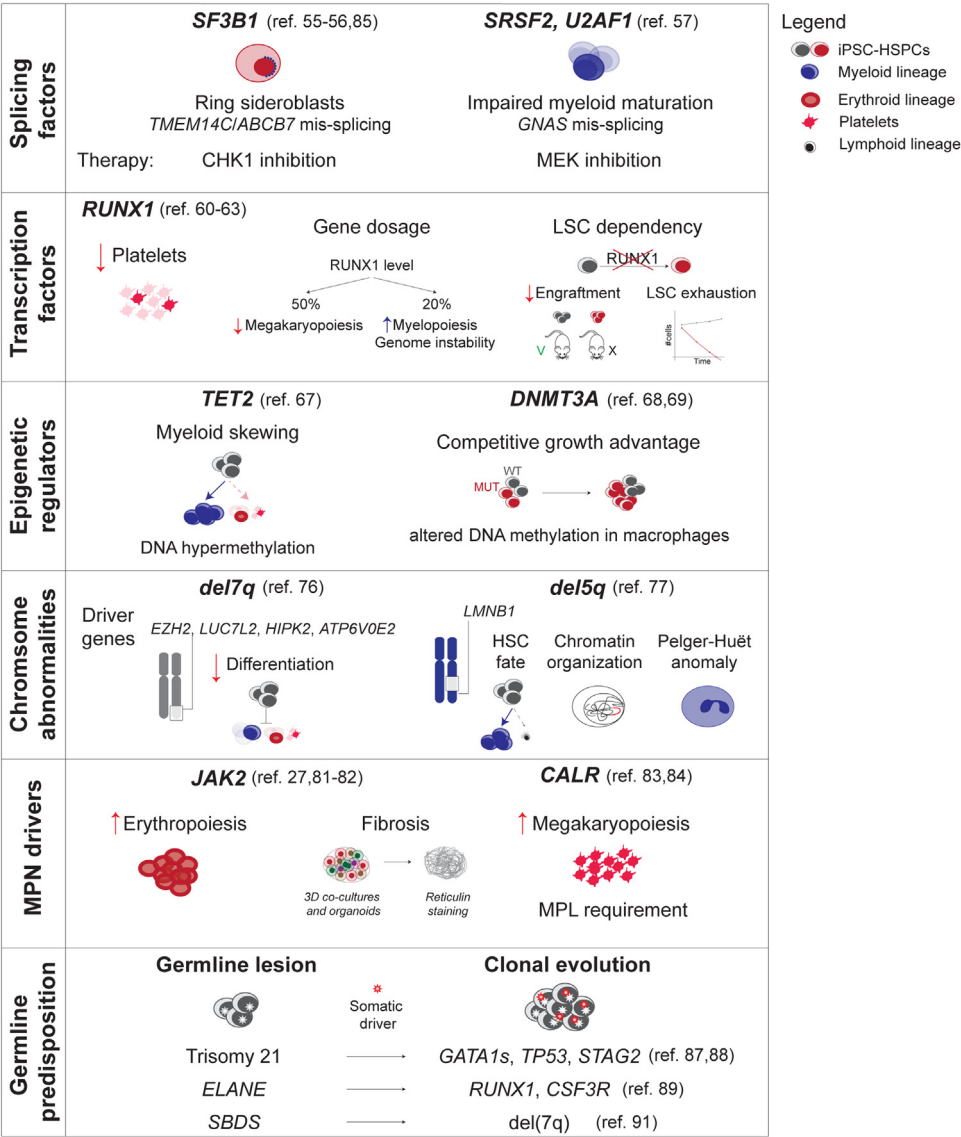 Splicing
factors
SF3B1 (ref. 55-56,85)
Ring sideroblasts
TMEM14C/ABCB7 mis-splicing
SRSF2, U2AF1 (ref. 57)
Impaired myeloid maturation
GNAS mis-splicing
Therapy: CHK1 inhibition MEK inhibition
Legend
iPSC-HSPCs
Myeloid lineage
Erythroid lineage
Platelets
Lymphoid lineage
Transcription
factors
RUNX1 (ref. 60-63)
Platelets
Gene dosage
RUNX1 level
50% 20%
Megakaryopoiesis
Myelopoiesis
Genome instability
LSC dependency
RUNX1
Engraftment
V X
LSC exhaustion
#cells
Time
Epigenetic
regulators
TET2 (ref. 67)
Myeloid skewing
DNA hypermethylation
DNMT3A (ref. 68,69)
Competitive growth advantage
WT
MUT
altered DNA methylation in macrophages
Chromsome
abnormalities
del7q (ref. 76)
Driver
genes
EZH2, LUC7L2, HIPK2, ATP6V0E2
Differentiation
del5q (ref. 77)
LMNB1
HSC
fate
Chromatin
organization
Pelger-Huët
anomaly
MPN drivers
JAK2 (ref. 27,81-82)
Erythropoiesis
Fibrosis
3D co-cultures
and organoids
Reticulin
staining
CALR (ref. 83,84)
Megakaryopoiesis
MPL requirement
Germline
predisposition
Germline lesion
Clonal evolution
Somatic
driver
Trisomy 21
GATA1s, TP53, STAG2 (ref. 87,88)
ELANE
RUNX1, CSF3R (ref. 89)
SBDS
del(7q) (ref. 91)